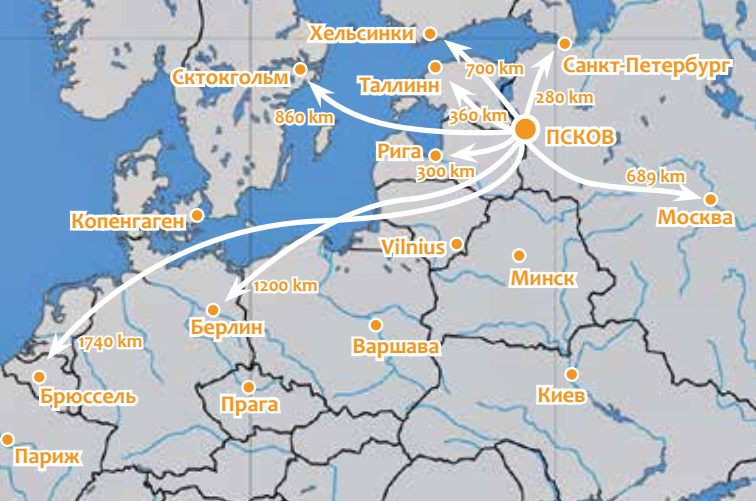 Хельсинки
Санкт-Петербург
700 km
Сктокгольм
Таллинн
280 km
860 km
360 km
ПСКОВ
Рига
300 km
689 km
Москва
Копенгаген
Vilnius
Минск
1200 km
Берлин
1740 km
Варшава
Брюссель
Прага
Киев
Париж